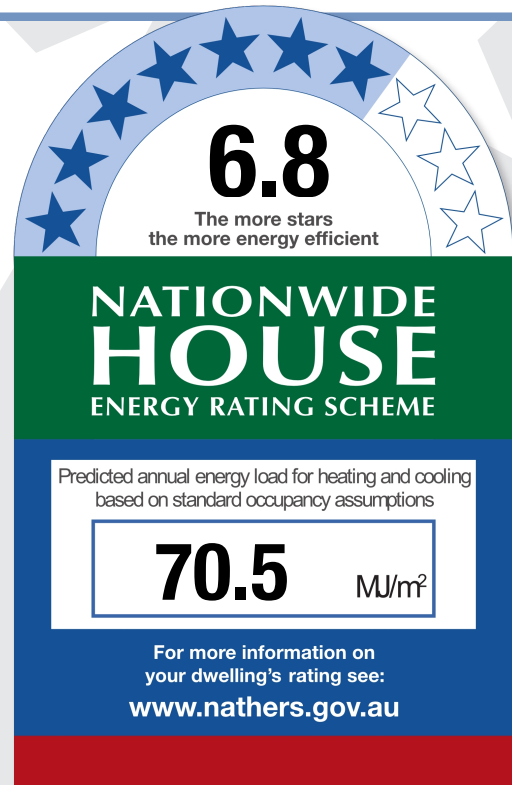 6.8
The more stars
the more energy efficient
NATIONWIDE
HOUSE
ENERGY RATING SCHEME
Predicted annual energy load for heating and cooling
based on standard occupancy assumptions
70.5 MJ/m²
For more information on
your dwelling's rating see:
www.nathers.gov.au